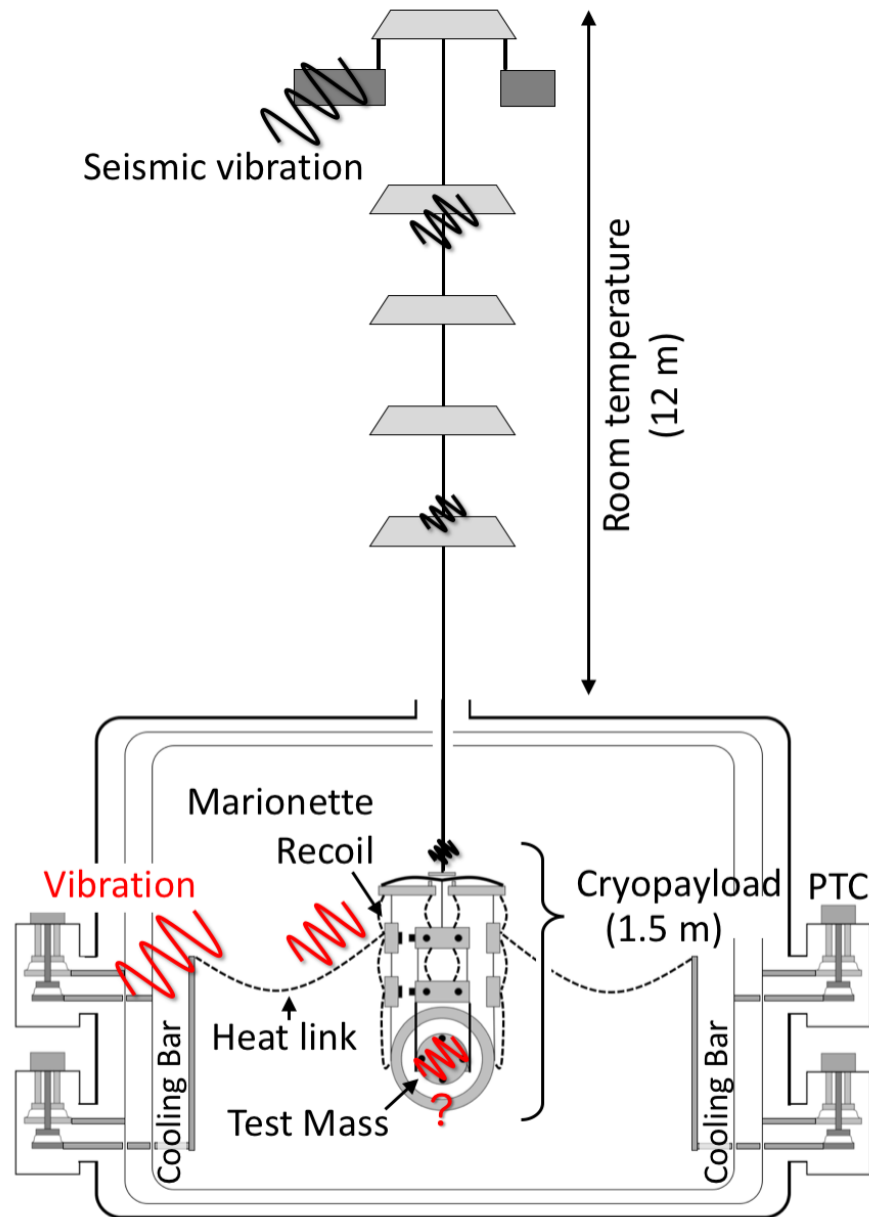 Seismic vibration
Room temperature
(12 m)
Marionette
Recoil
Vibration
Cryopayload
(1.5 m)
PTC
Heat link
Cooling Bar
Cooling Bar
Test Mass
?